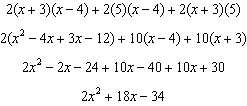 2(x + 3)(x − 4) + 2(5)(x − 4) + 2(x + 3)(5)
2(x² − 4x + 3x − 12) + 10(x − 4) + 10(x + 3)
2x² − 2x − 24 + 10x − 40 + 10x + 30
2x² + 18x − 34